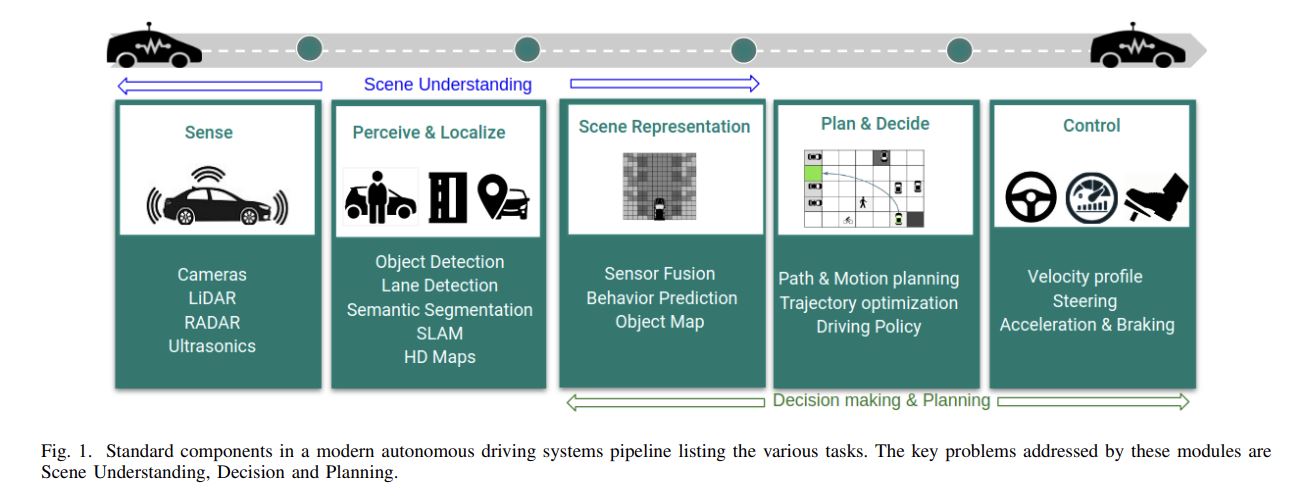 Scene Understanding
Sense
Cameras
LiDAR
RADAR
Ultrasonics
Perceive & Localize
Object Detection
Lane Detection
Semantic Segmentation
SLAM
HD Maps
Scene Representation
Sensor Fusion
Behavior Prediction
Object Map
Plan & Decide
Path & Motion planning
Trajectory optimization
Driving Policy
Control
Velocity profile
Steering
Acceleration & Braking
Decision making & Planning
Fig. 1. Standard components in a modern autonomous driving systems pipeline listing the various tasks. The key problems addressed by these modules are
Scene Understanding, Decision and Planning.